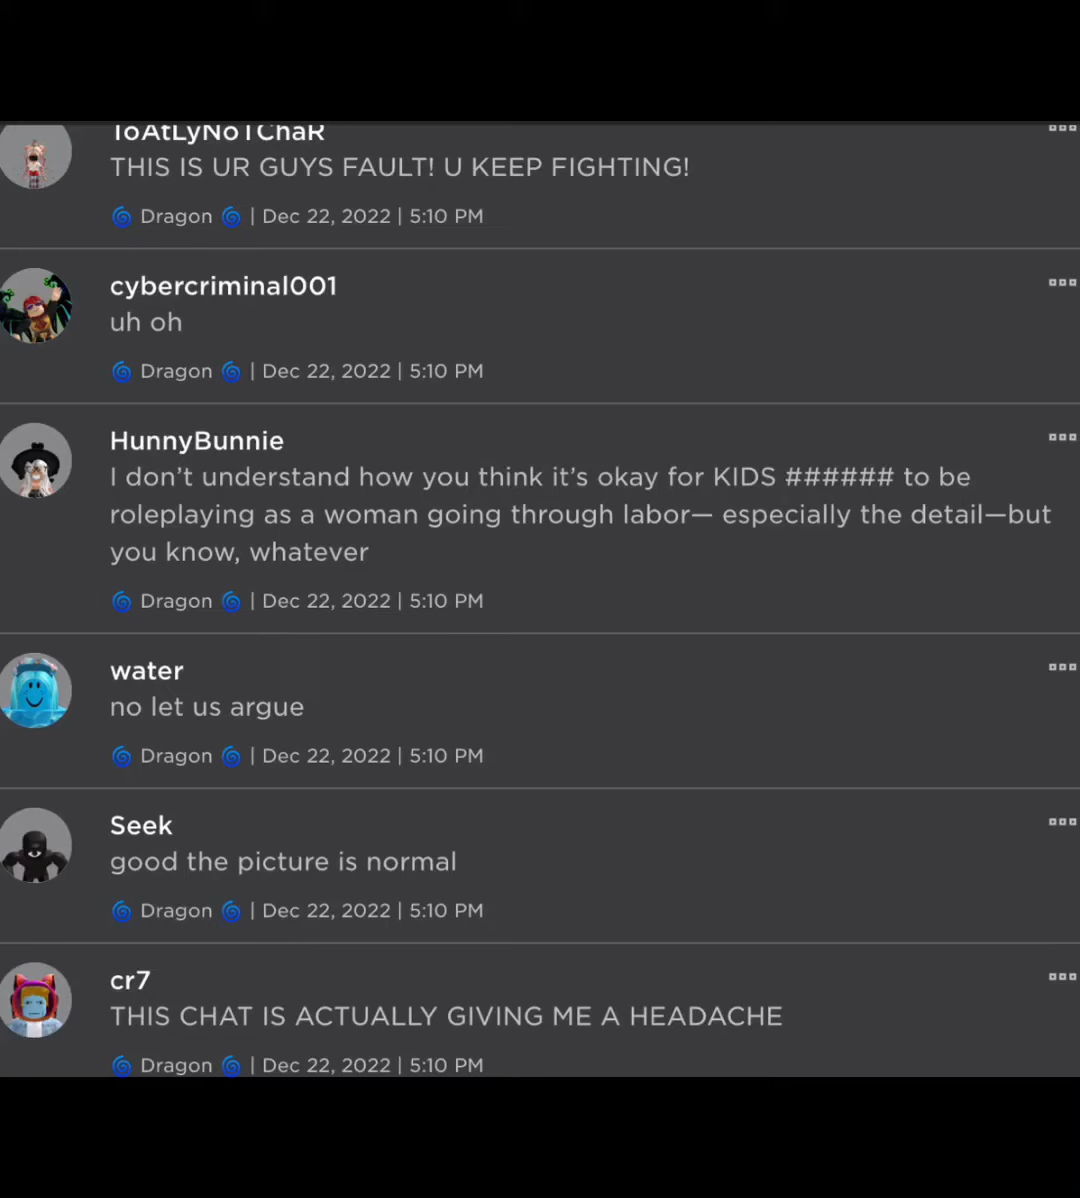 ToAtLyNoTChaR
THIS IS UR GUYS FAULT! U KEEP FIGHTING!
🌀 Dragon 🌀 | Dec 22, 2022 | 5:10 PM
cybercriminal001
uh oh
🌀 Dragon 🌀 | Dec 22, 2022 | 5:10 PM
HunnyBunnie
I don’t understand how you think it’s okay for KIDS ###### to be
roleplaying as a woman going through labor— especially the detail—but
you know, whatever
🌀 Dragon 🌀 | Dec 22, 2022 | 5:10 PM
water
no let us argue
🌀 Dragon 🌀 | Dec 22, 2022 | 5:10 PM
Seek
good the picture is normal
🌀 Dragon 🌀 | Dec 22, 2022 | 5:10 PM
cr7
THIS CHAT IS ACTUALLY GIVING ME A HEADACHE
🌀 Dragon 🌀 | Dec 22, 2022 | 5:10 PM